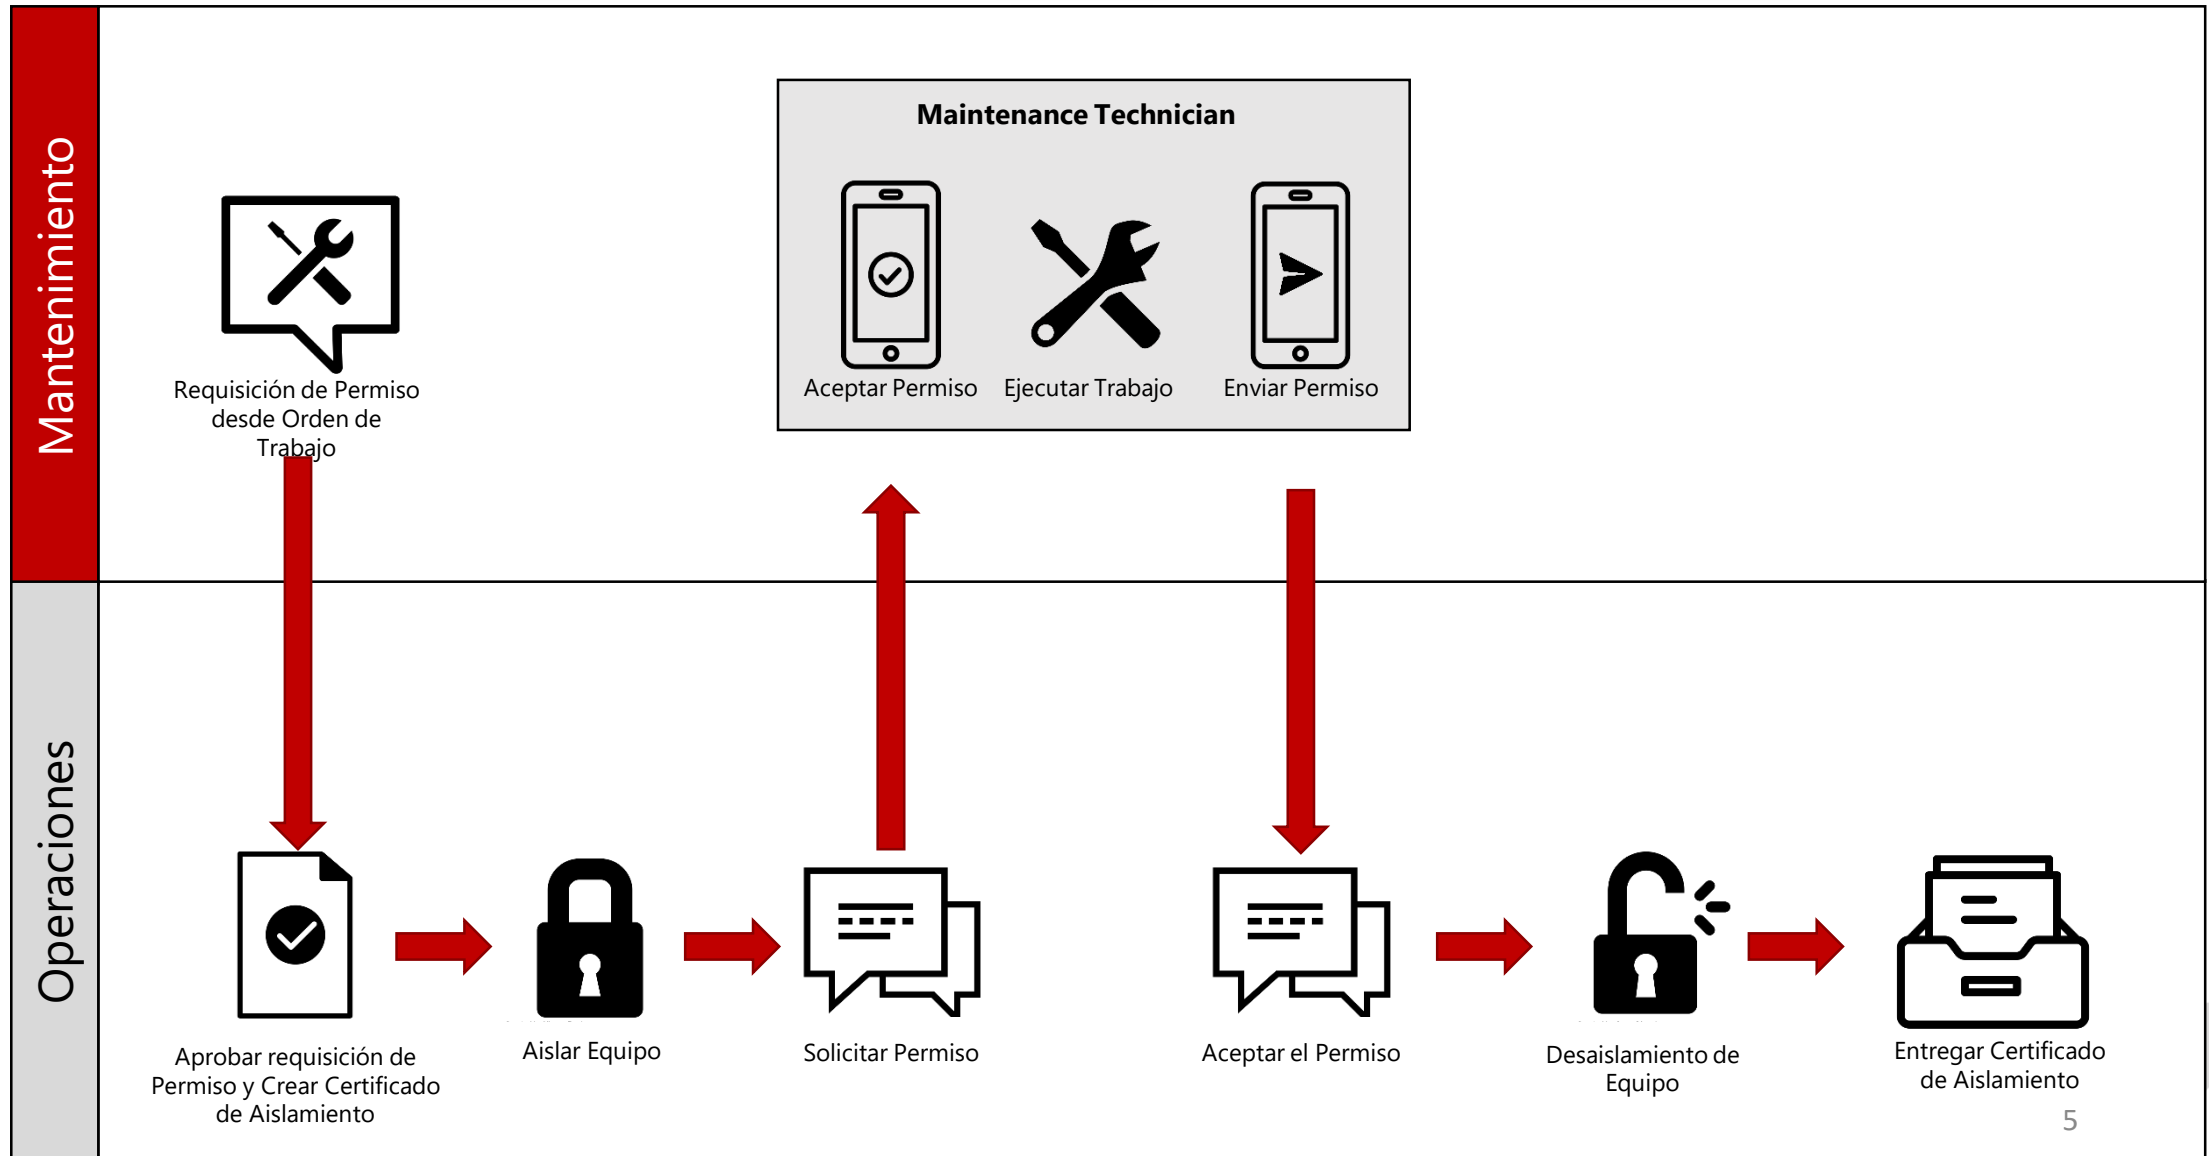 Mantenimiento
Maintenance Technician
Requisición de Permiso
desde Orden de
Trabajo
Aceptar Permiso
Ejecutar Trabajo
Enviar Permiso
Operaciones
Aprobar requisición de
Permiso y Crear Certificado
de Aislamiento
Aislar Equipo
Solicitar Permiso
Aceptar el Permiso
Desaislamiento de
Equipo
Entregar Certificado
de Aislamiento
5